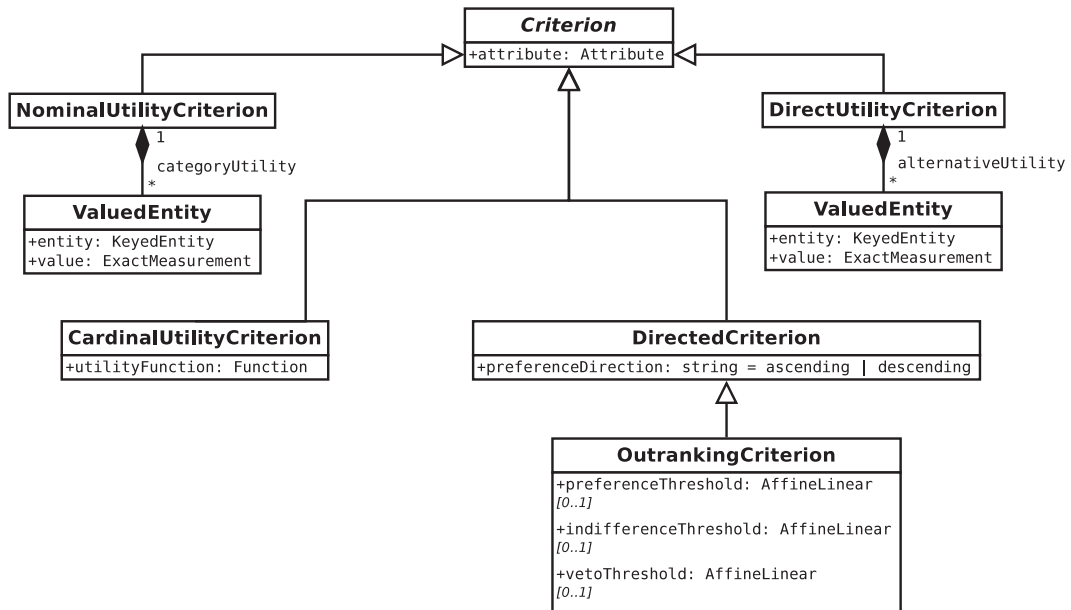 Criterion
+attribute: Attribute
NominalUtilityCriterion
1
categoryUtility
*
ValuedEntity
+entity: KeyedEntity
+value: ExactMeasurement
DirectUtilityCriterion
1
alternativeUtility
*
ValuedEntity
+entity: KeyedEntity
+value: ExactMeasurement
CardinalUtilityCriterion
+utilityFunction: Function
DirectedCriterion
+preferenceDirection: string = ascending | descending
OutrankingCriterion
+preferenceThreshold: AffineLinear
[0..1]
+indifferenceThreshold: AffineLinear
[0..1]
+vetoThreshold: AffineLinear
[0..1]